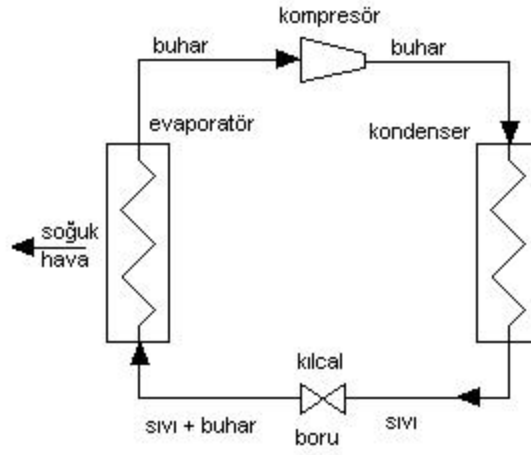 kompresör
buhar
buhar
evaporatör
kondenser
soğuk
hava
kılcal
sıvı + buhar
boru
sıvı